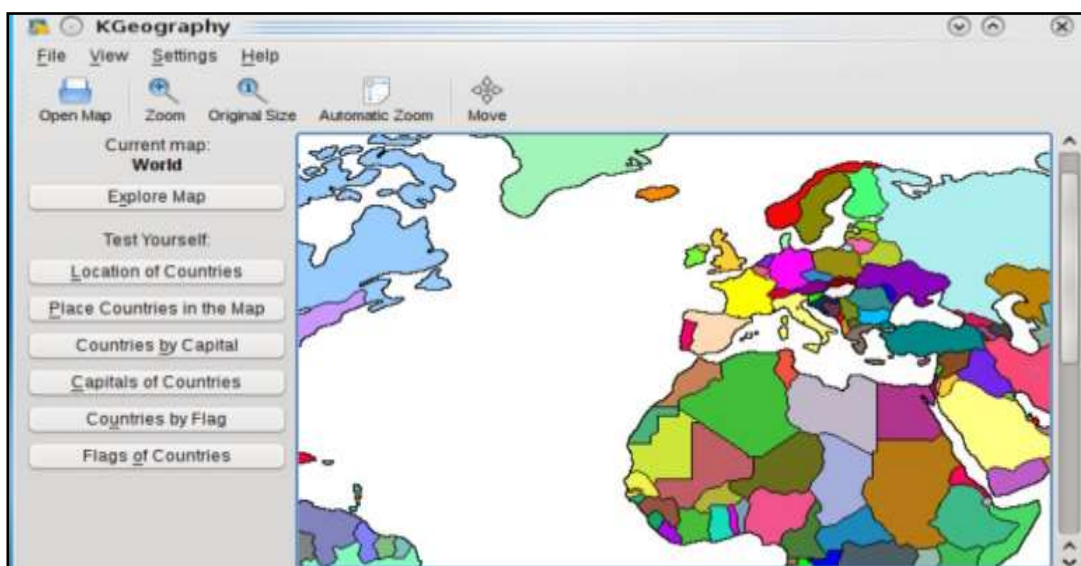 KGeography
File View Settings Help
Open Map Zoom Original Size Automatic Zoom Move
Current map:
World
Explore Map
Test Yourself:
Location of Countries
Place Countries in the Map
Countries by Capital
Capitals of Countries
Countries by Flag
Flags of Countries